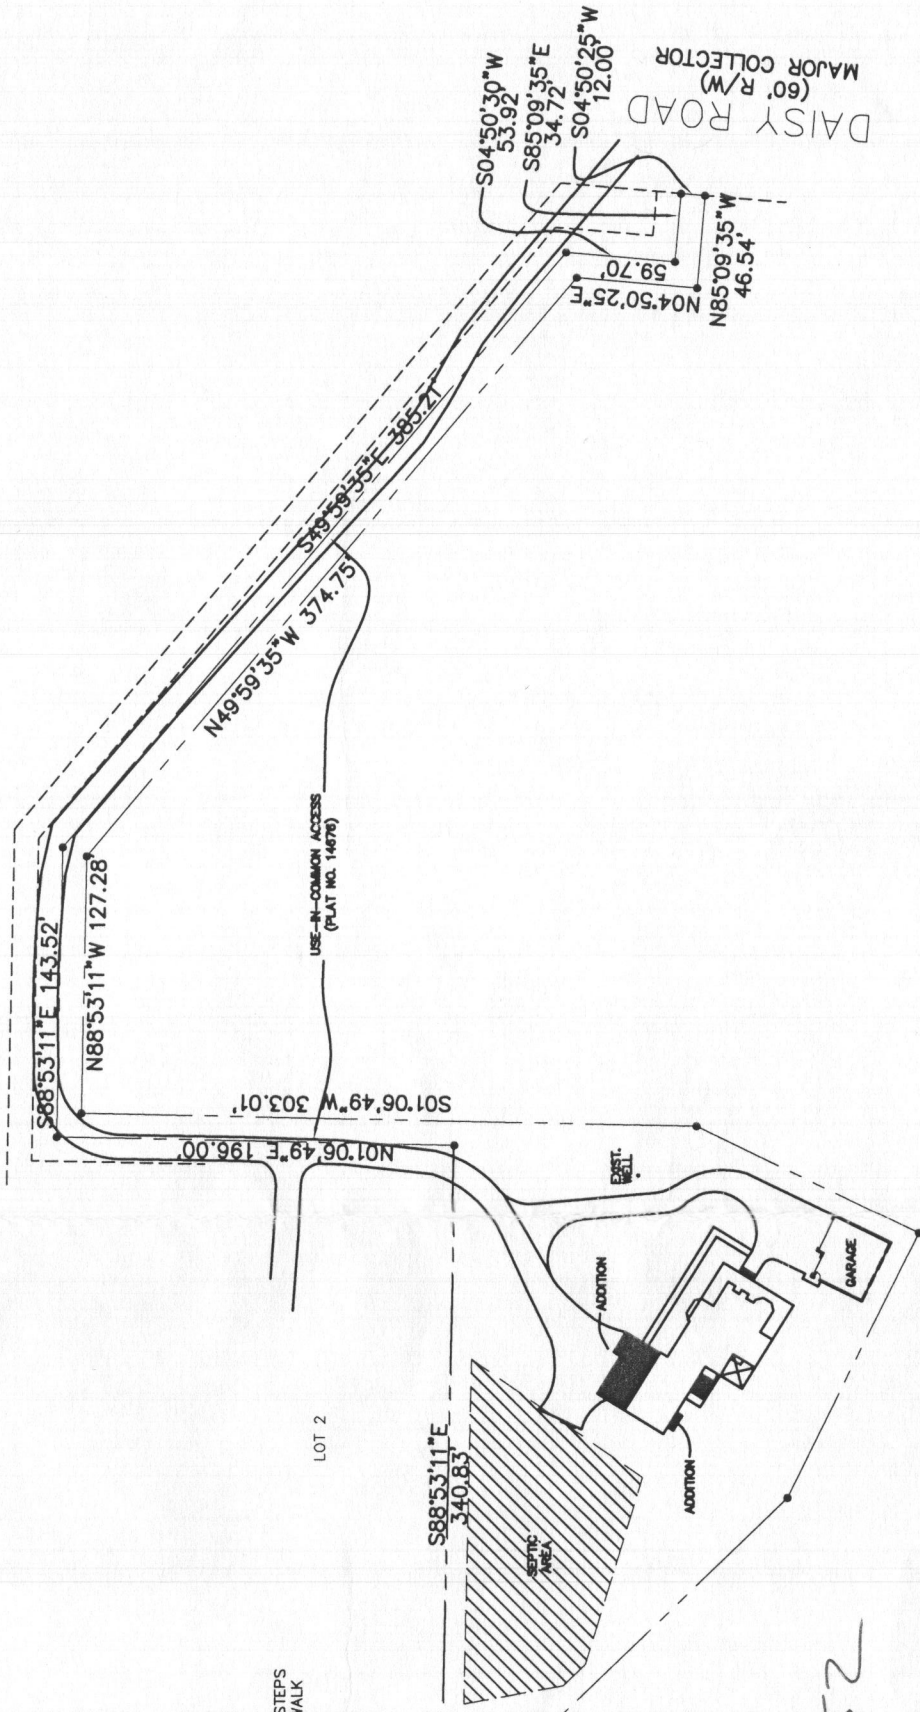 S04°50'30"W
53.92'
S85°09'35"E
34.72'
S04°50'25"W
12.00'
DAISY ROAD
(60' R/W)
MAJOR COLLECTOR
59.70'
N04°50'25"E
N85°09'35"W
46.54'
S49°59'35"E 385.21'
N49°59'35"W 374.75'
USE-IN-COMMON ACCESS
(PLAT NO. 14676)
S88°53'11"E 143.52'
N88°53'11"W 127.28'
S01°06'49"W 303.01'
N01°06'49"E 196.00'
EXIST.
WELL
GARAGE
ADDITION
LOT 2
S88°53'11"E
340.83'
ADDITION
SEPTIC
AREA
STEPS